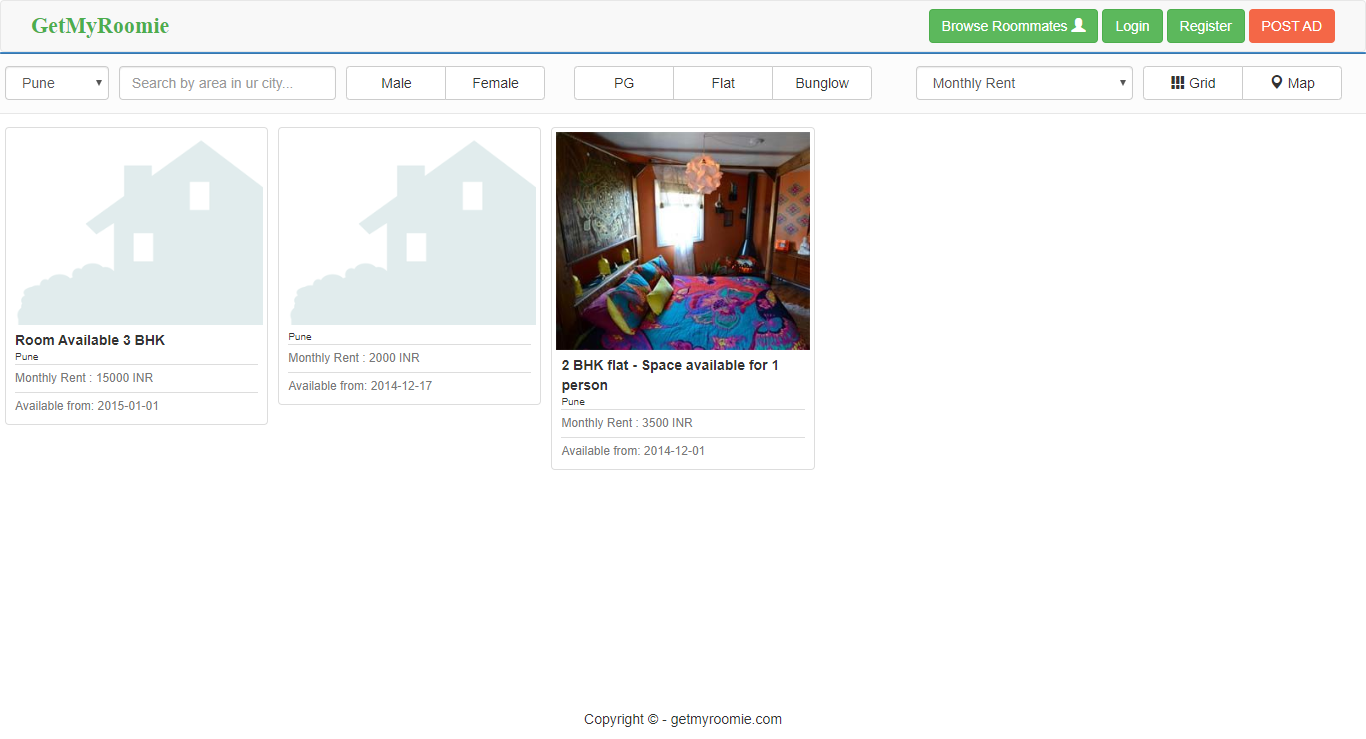 GetMyRoomie
Browse Roommates
Login
Register
POST AD
Pune
Search by area in ur city...
Male
Female
PG
Flat
Bunglow
Monthly Rent
Grid
Map
Room Available 3 BHK
Pune
Monthly Rent : 15000 INR
Available from: 2015-01-01
Pune
Monthly Rent : 2000 INR
Available from: 2014-12-17
2 BHK flat - Space available for 1
person
Pune
Monthly Rent : 3500 INR
Available from: 2014-12-01
Copyright © - getmyroomie.com